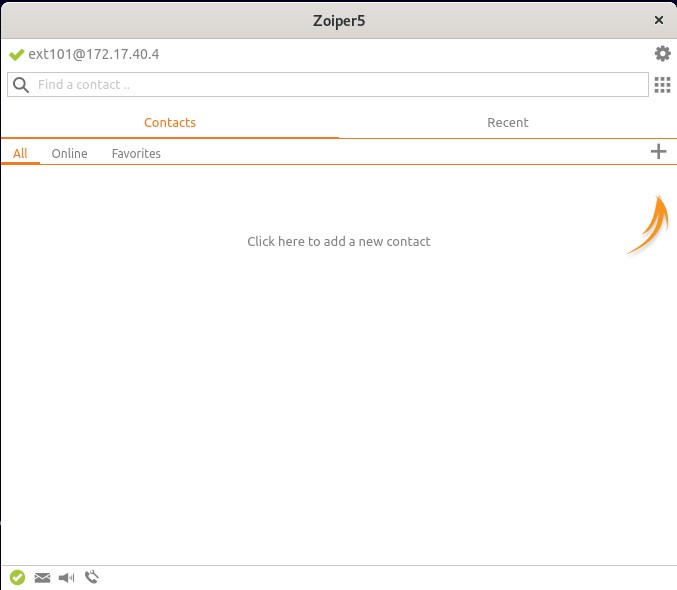 Zoiper5
ext101@172.17.40.4
Find a contact ..
Contacts Recent
All Online Favorites
Click here to add a new contact